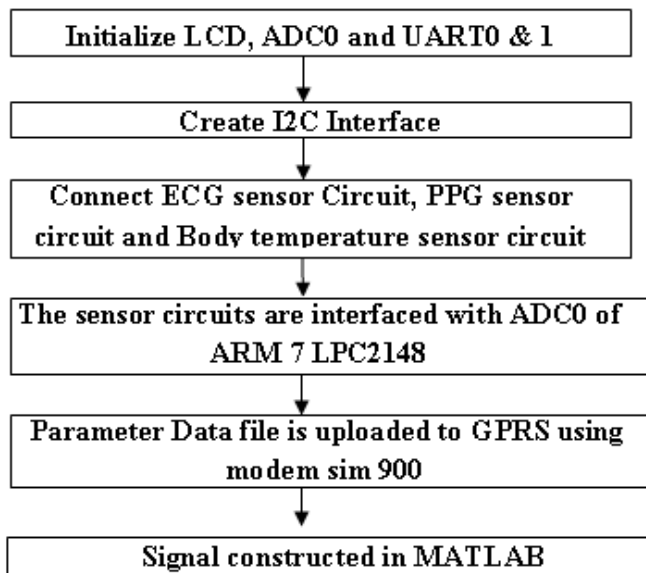 Initialize LCD, ADC0 and UART0 & 1
Create I2C Interface
Connect ECG sensor Circuit, PPG sensor
circuit and Body temperature sensor circuit
The sensor circuits are interfaced with ADC0 of
ARM 7 LPC2148
Parameter Data file is uploaded to GPRS using
modem sim 900
Signal constructed in MATLAB